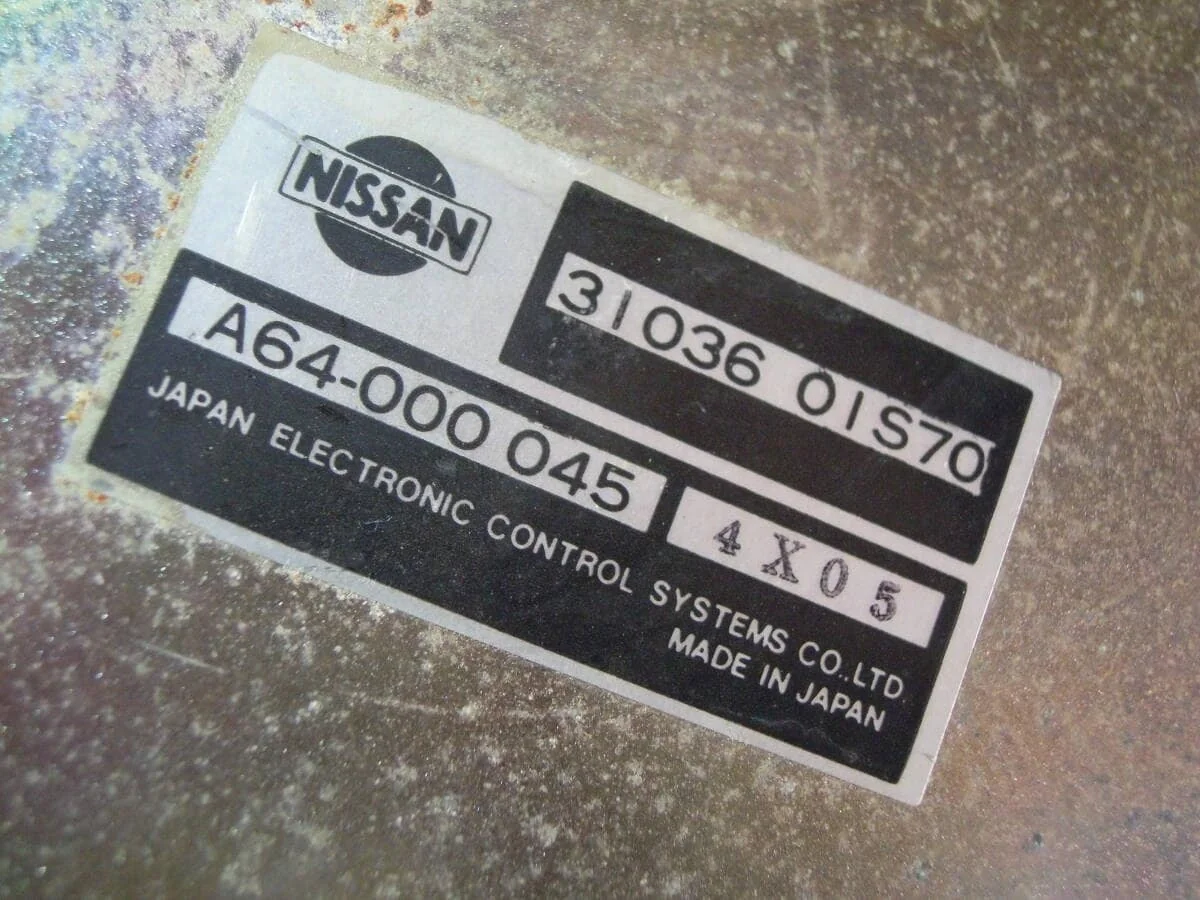 NISSAN
31036 01S70
A64-000 045
4X05
JAPAN ELECTRONIC CONTROL SYSTEMS CO.,LTD
MADE IN JAPAN